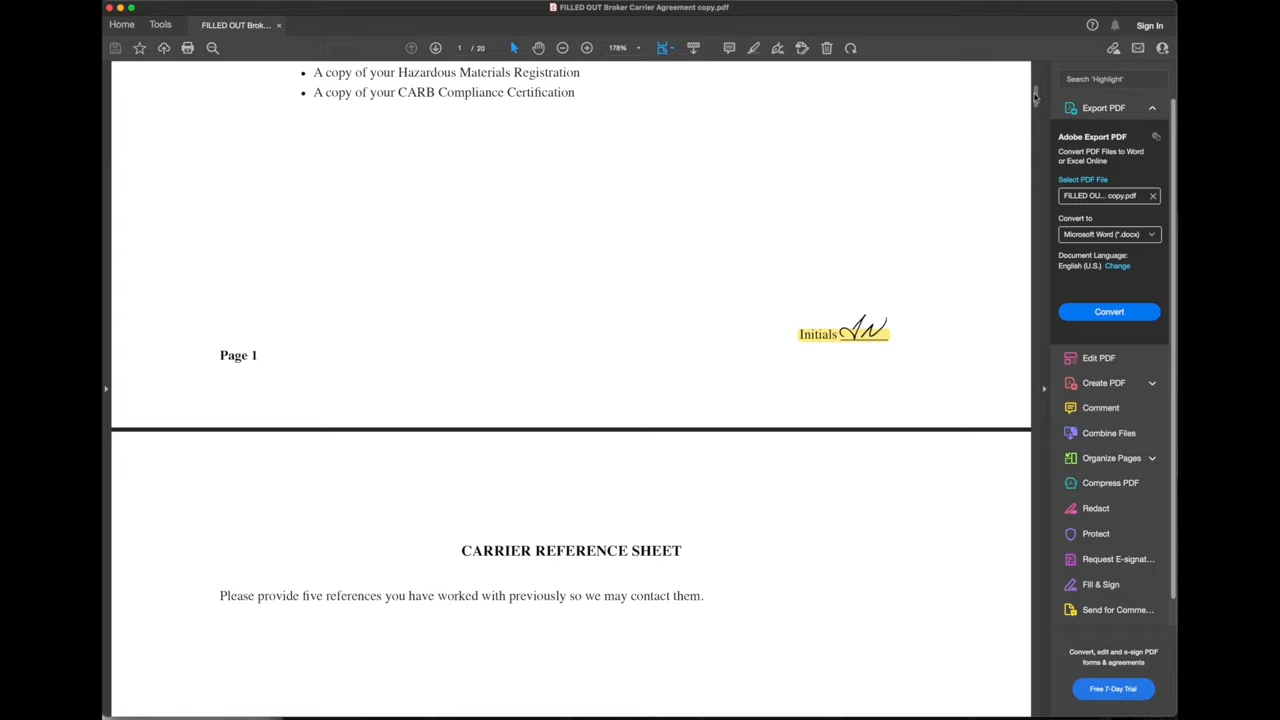 FILLED OUT Broker Carrier Agreement copy.pdf
Home Tools FILLED OUT Brok... × ? Sign In
1 / 20 178%
Search 'Highlight'
• A copy of your Hazardous Materials Registration
• A copy of your CARB Compliance Certification
Initials
Page 1
CARRIER REFERENCE SHEET
Please provide five references you have worked with previously so we may contact them.
Export PDF
Adobe Export PDF
Convert PDF Files to Word
or Excel Online
Select PDF File
FILLED OU... copy.pdf
Convert to
Microsoft Word (*.docx)
Document Language:
English (U.S.) Change
Convert
Edit PDF
Create PDF
Comment
Combine Files
Organize Pages
Compress PDF
Redact
Protect
Request E-signat...
Fill & Sign
Send for Comme...
Convert, edit and e-sign PDF
forms & agreements
Free 7-Day Trial